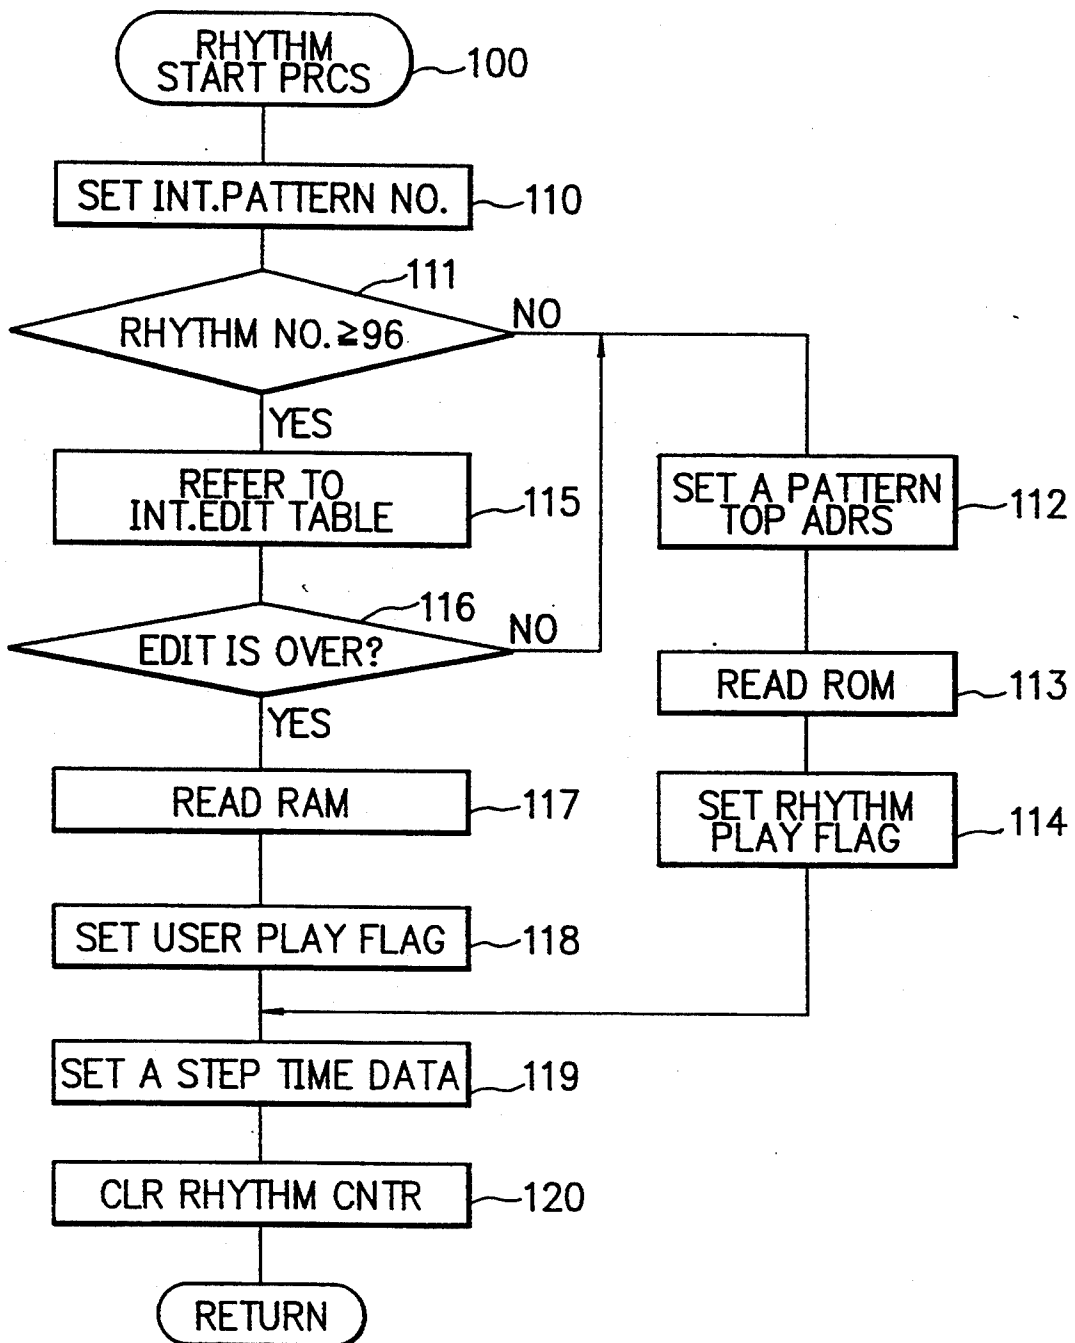 RHYTHM
START PRCS
100
SET INT.PATTERN NO.
110
111
RHYTHM NO.≥96
NO
YES
REFER TO
INT.EDIT TABLE
115
SET A PATTERN
TOP ADRS
112
116
EDIT IS OVER?
NO
YES
READ ROM
113
READ RAM
117
SET RHYTHM
PLAY FLAG
114
SET USER PLAY FLAG
118
SET A STEP TIME DATA
119
CLR RHYTHM CNTR
120
RETURN